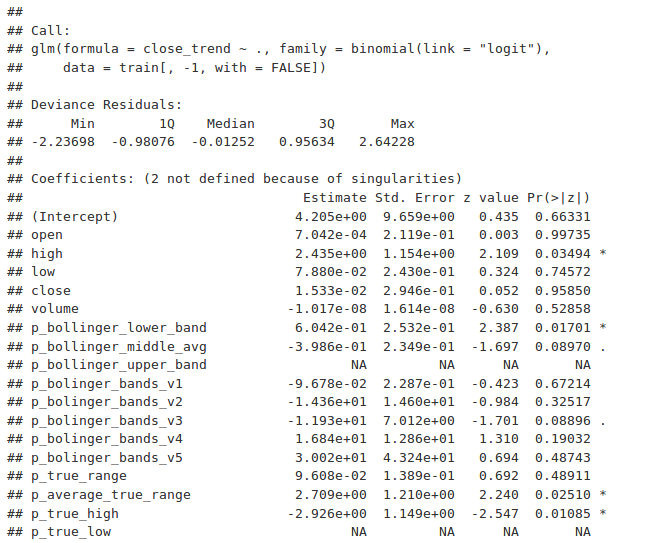 ##
## Call:
## glm(formula = close_trend ~ ., family = binomial(link = "logit"),
##     data = train[, -1, with = FALSE])
##
## Deviance Residuals:
##      Min        1Q    Median        3Q       Max
## -2.23698  -0.98076  -0.01252   0.95634   2.64228
##
## Coefficients: (2 not defined because of singularities)
##                          Estimate Std. Error z value Pr(>|z|)
## (Intercept)             4.205e+00  9.659e+00   0.435  0.66331
## open                    7.042e-04  2.119e-01   0.003  0.99735
## high                    2.435e+00  1.154e+00   2.109  0.03494 *
## low                     7.880e-02  2.430e-01   0.324  0.74572
## close                   1.533e-02  2.946e-01   0.052  0.95850
## volume                 -1.017e-08  1.614e-08  -0.630  0.52858
## p_bollinger_lower_band  6.042e-01  2.532e-01   2.387  0.01701 *
## p_bollinger_middle_avg -3.986e-01  2.349e-01  -1.697  0.08970 .
## p_bollinger_upper_band         NA         NA      NA       NA
## p_bolinger_bands_v1    -9.678e-02  2.287e-01  -0.423  0.67214
## p_bolinger_bands_v2    -1.436e+01  1.460e+01  -0.984  0.32517
## p_bolinger_bands_v3    -1.193e+01  7.012e+00  -1.701  0.08896 .
## p_bolinger_bands_v4     1.684e+01  1.286e+01   1.310  0.19032
## p_bolinger_bands_v5     3.002e+01  4.324e+01   0.694  0.48743
## p_true_range            9.608e-02  1.389e-01   0.692  0.48911
## p_average_true_range    2.709e+00  1.210e+00   2.240  0.02510 *
## p_true_high            -2.926e+00  1.149e+00  -2.547  0.01085 *
## p_true_low                     NA         NA      NA       NA